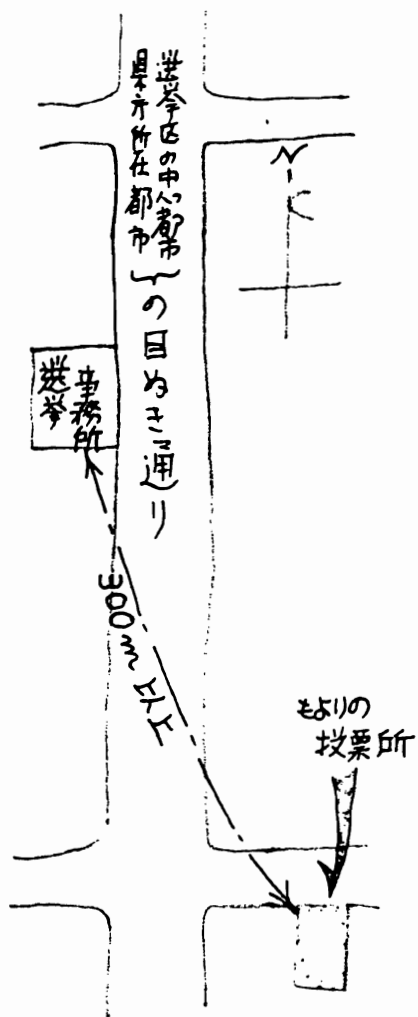 選挙区の中心都市
県庁所在都市
の目ぬき通り
N
選挙
事務所
300m以上
もよりの
投票所